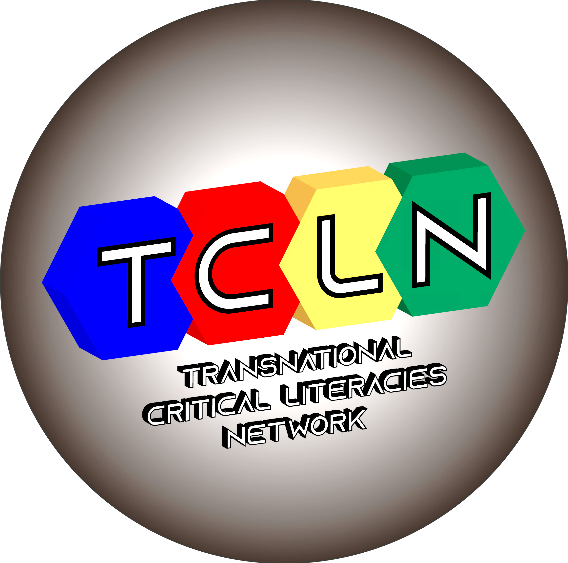 TCLN
TRANSNATIONAL
CRITICAL LITERACIES
NETWORK